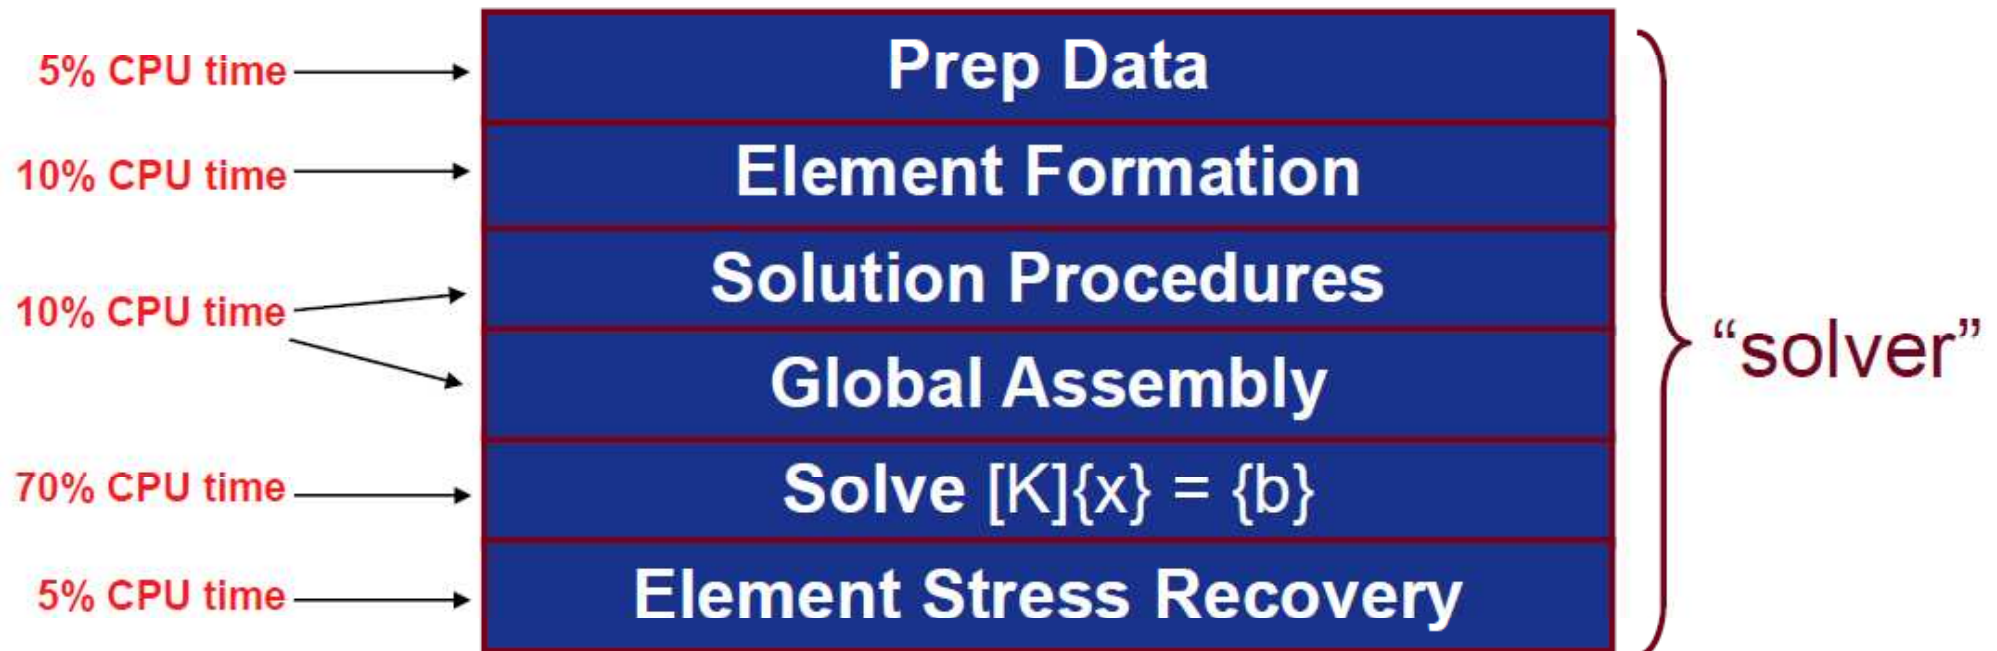 5% CPU time
Prep Data
10% CPU time
Element Formation
Solution Procedures
10% CPU time
Global Assembly
“solver”
70% CPU time
Solve [K]{x} = {b}
5% CPU time
Element Stress Recovery